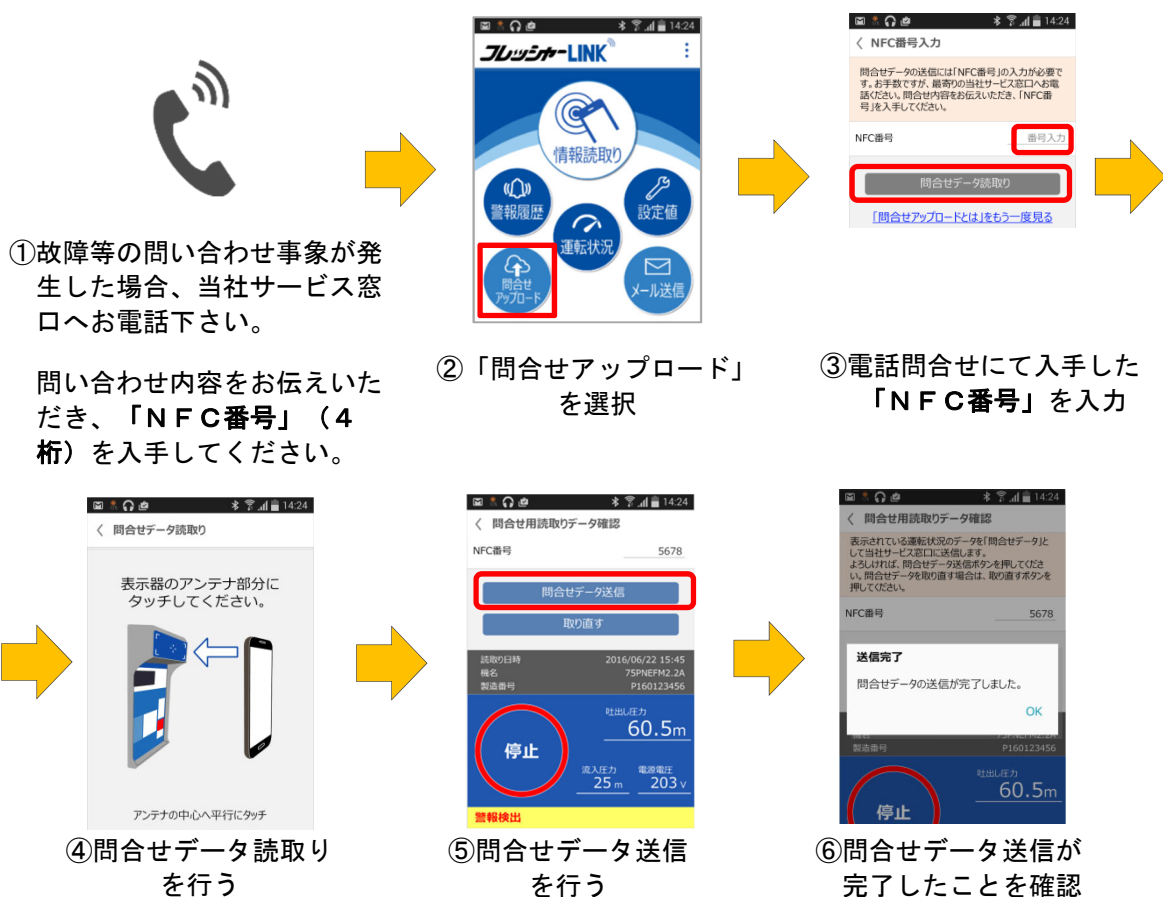 ①故障等の問い合わせ事象が発
生した場合、当社サービス窓
口へお電話下さい。
問い合わせ内容をお伝えいた
だき、「ＮＦＣ番号」（４
桁）を入手してください。
14:24
フレッシャーLINK
情報読取り
警報履歴
設定値
運転状況
問合せ
アップロード
メール送信
②「問合せアップロード」
を選択
14:24
〈 NFC番号入力
問合せデータの送信には「NFC番号」の入力が必要で
す。お手数ですが、最寄りの当社サービス窓口へお電
話ください。問合せ内容をお伝えいただき、「NFC番
号」を入手してください。
NFC番号 番号入力
問合せデータ読取り
「問合せアップロードとは」をもう一度見る
③電話問合せにて入手した
「ＮＦＣ番号」を入力
14:24
〈 問合せデータ読取り
表示器のアンテナ部分に
タッチしてください。
アンテナの中心へ平行にタッチ
④問合せデータ読取り
を行う
14:24
〈 問合せ用読取りデータ確認
NFC番号 5678
問合せデータ送信
取り直す
読取り日時 2016/06/22 15:45
機名 75PNEFM2.2A
製造番号 P160123456
停止
吐出し圧力
60.5m
流入圧力 電源電圧
25m 203v
警報検出
⑤問合せデータ送信
を行う
14:24
〈 問合せ用読取りデータ確認
表示されている運転状況のデータを「問合せデータ」と
して当社サービス窓口に送信します。
よろしければ、問合せデータ送信ボタンを押してくださ
い。問合せデータを取り直す場合は、取り直すボタンを
押してください。
NFC番号 5678
送信完了
問合せデータの送信が完了しました。
OK
製造番号 P160123456
吐出し圧力
60.5m
停止
⑥問合せデータ送信が
完了したことを確認